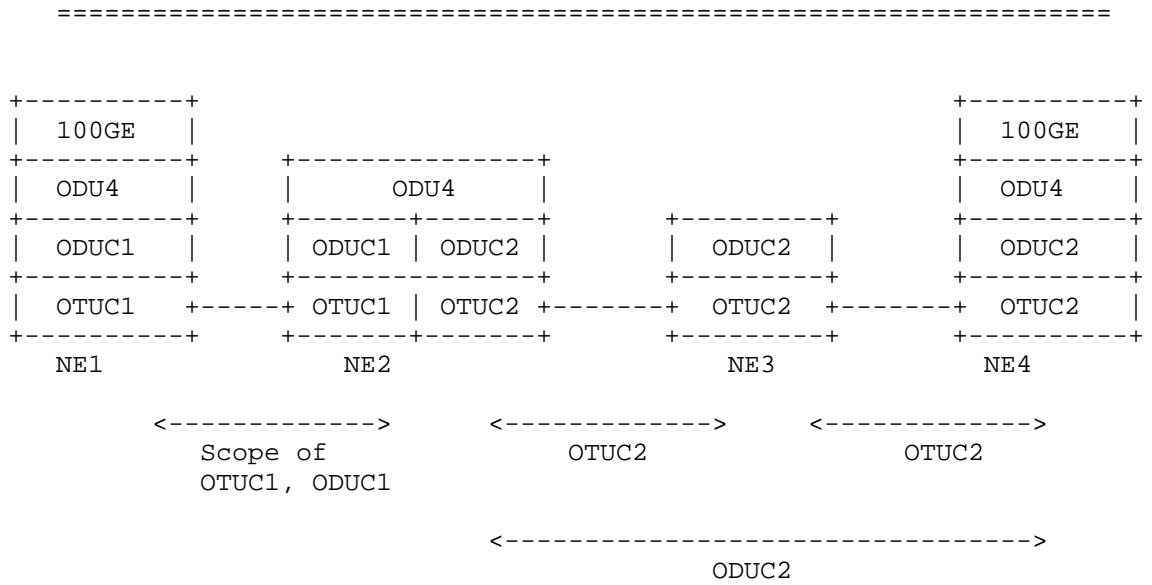 =================================================================
+----------+                                               +----------+
|  100GE   |                                               |  100GE   |
+----------+     +---------------+                         +----------+
|  ODU4    |     |      ODU4     |                         |  ODU4    |
+----------+     +-------+-------+       +---------+       +----------+
|  ODUC1   |     | ODUC1 | ODUC2 |       |  ODUC2  |       |  ODUC2   |
+----------+     +---------------+       +---------+       +----------+
|  OTUC1   +-----+ OTUC1 | OTUC2 +-------+  OTUC2  +-------+  OTUC2   |
+----------+     +-------+-------+       +---------+       +----------+
   NE1               NE2                     NE3             NE4
<------------->      <------------->     <------------->
Scope of               OTUC2                OTUC2
OTUC1, ODUC1
<--------------------------------->
ODUC2